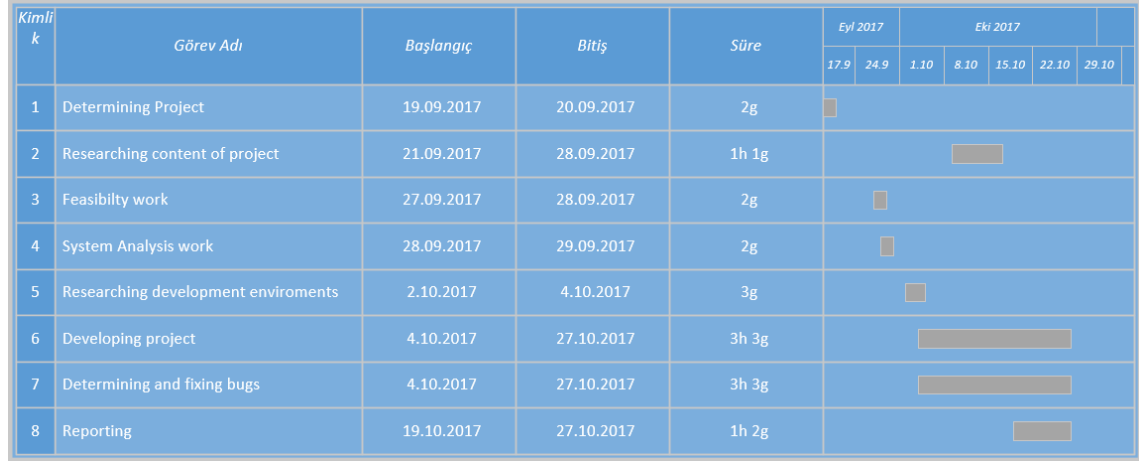 Kimli
k
Görev Adı
Başlangıç
Bitiş
Süre
Eyl 2017
Eki 2017
17.9
24.9
1.10
8.10
15.10
22.10
29.10
1 Determining Project 19.09.2017 20.09.2017 2g
2 Researching content of project 21.09.2017 28.09.2017 1h 1g
3 Feasibilty work 27.09.2017 28.09.2017 2g
4 System Analysis work 28.09.2017 29.09.2017 2g
5 Researching development enviroments 2.10.2017 4.10.2017 3g
6 Developing project 4.10.2017 27.10.2017 3h 3g
7 Determining and fixing bugs 4.10.2017 27.10.2017 3h 3g
8 Reporting 19.10.2017 27.10.2017 1h 2g